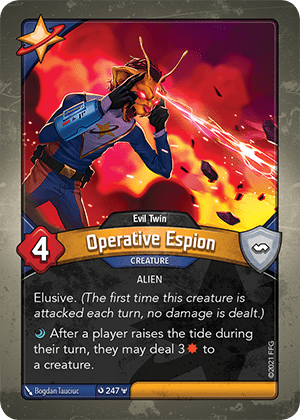 Evil Twin
Operative Espion
4
CREATURE
ALIEN
Elusive. (The first time this creature is
attacked each turn, no damage is dealt.)
After a player raises the tide during
their turn, they may deal 3 to
a creature.
Bogdan Tauciuc
247
©2021 FFG